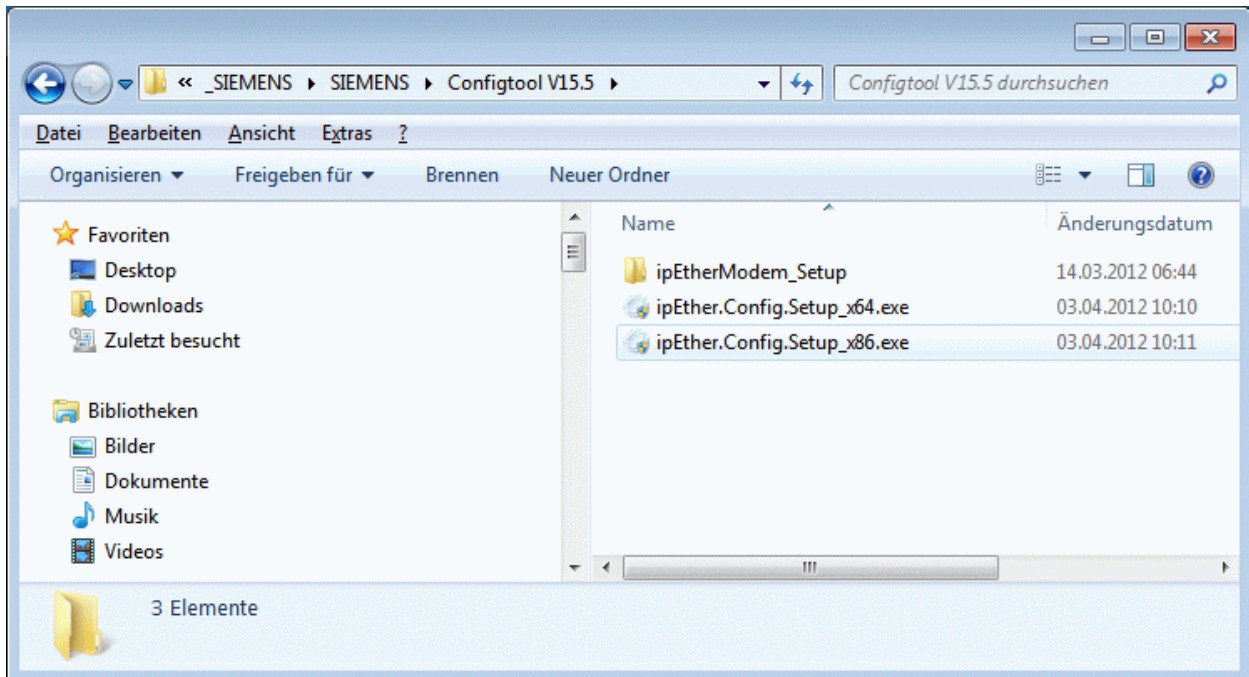 « _SIEMENS ▸ SIEMENS ▸ Configtool V15.5 ▸ Configtool V15.5 durchsuchen
Datei Bearbeiten Ansicht Extras ?
Organisieren Freigeben für Brennen Neuer Ordner
Favoriten
Desktop
Downloads
Zuletzt besucht
Bibliotheken
Bilder
Dokumente
Musik
Videos
Name Änderungsdatum
ipEtherModem_Setup 14.03.2012 06:44
ipEther.Config.Setup_x64.exe 03.04.2012 10:10
ipEther.Config.Setup_x86.exe 03.04.2012 10:11
3 Elemente